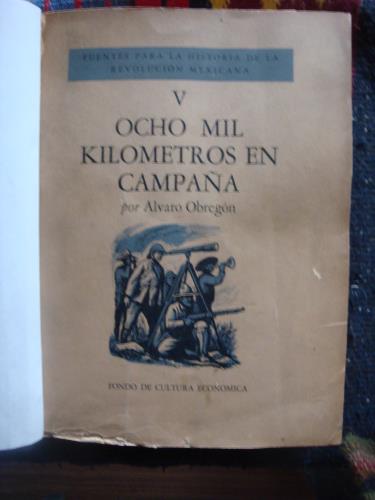 FUENTES PARA LA HISTORIA DE LA
REVOLUCIÓN MEXICANA
V
OCHO MIL
KILOMETROS EN
CAMPAÑA
por Alvaro Obregón
FONDO DE CULTURA ECONOMICA